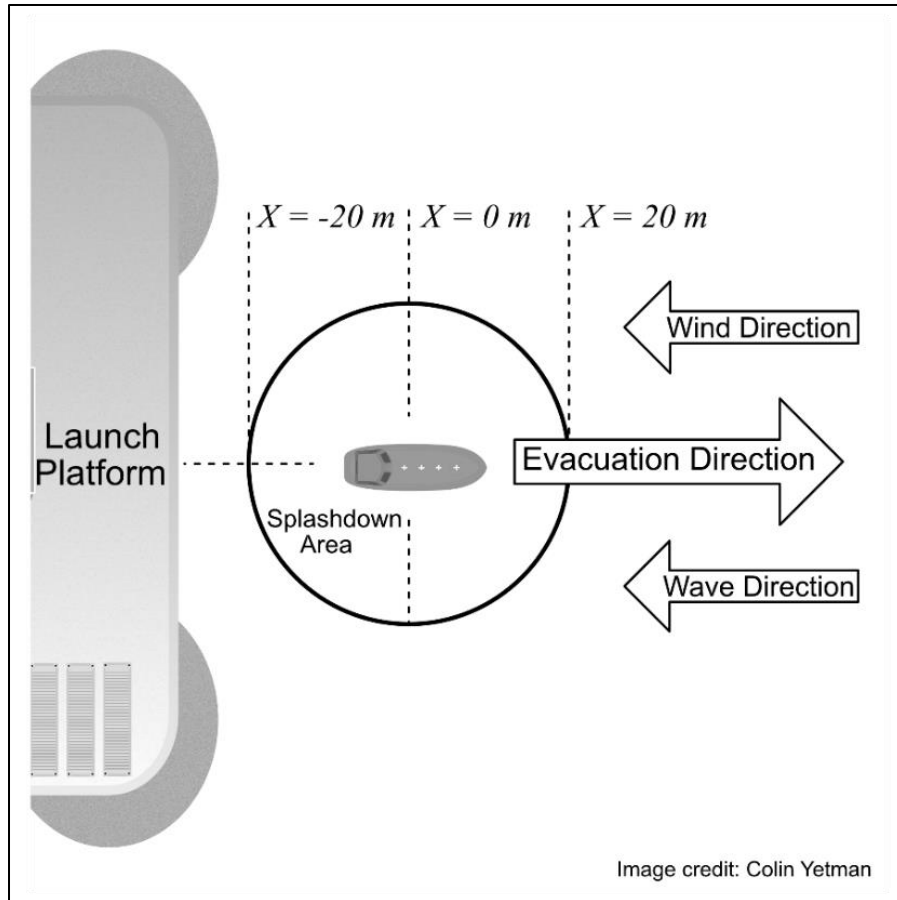 X = -20 m
X = 0 m
X = 20 m
Wind Direction
Launch
Platform
Evacuation Direction
Splashdown
Area
Wave Direction
Image credit: Colin Yetman